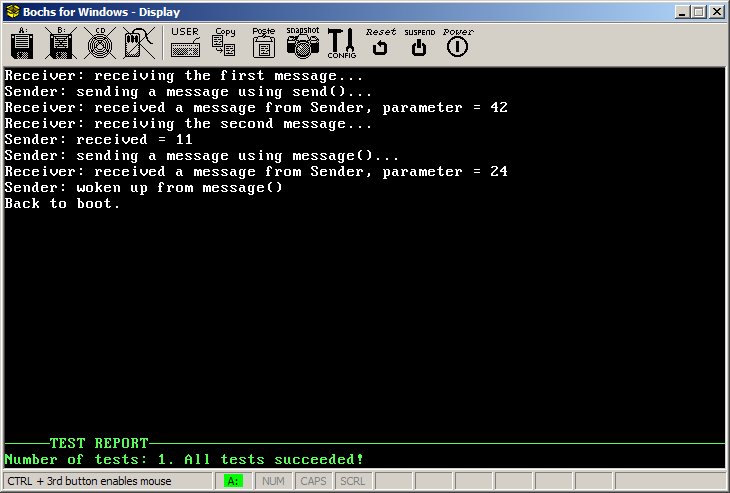 Bochs for Windows - Display
A: B: CD USER Copy Paste snapshot CONFIG Reset SUSPEND Power
Receiver: receiving the first message...
Sender: sending a message using send()...
Receiver: received a message from Sender, parameter = 42
Receiver: receiving the second message...
Sender: received = 11
Sender: sending a message using message()...
Receiver: received a message from Sender, parameter = 24
Sender: woken up from message()
Back to boot.
TEST REPORT
Number of tests: 1. All tests succeeded!
CTRL + 3rd button enables mouse A: NUM CAPS SCRL